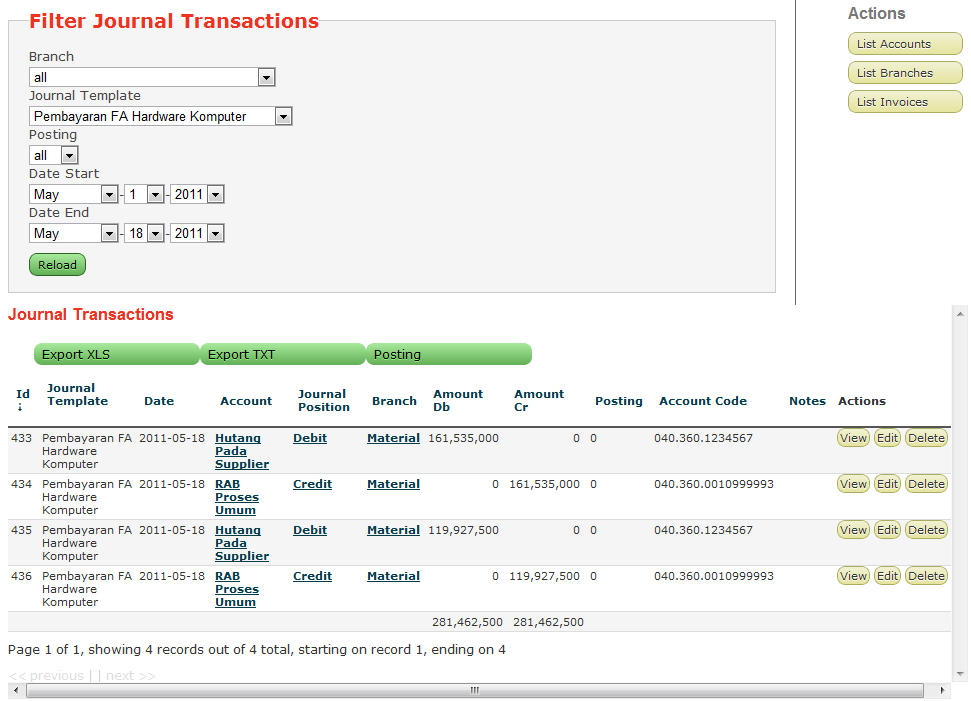 Filter Journal Transactions
Branch
all
Journal Template
Pembayaran FA Hardware Komputer
Posting
all
Date Start
May - 1 - 2011
Date End
May - 18 - 2011
Reload
Actions
List Accounts
List Branches
List Invoices
Journal Transactions
Export XLS Export TXT Posting
Id ↓ Journal Template Date Account Journal Position Branch Amount Db Amount Cr Posting Account Code Notes Actions
433 Pembayaran FA 2011-05-18 Hutang Debit Material 161,535,000 0 0 040.360.1234567 View Edit Delete
Hardware Pada
Komputer Supplier
434 Pembayaran FA 2011-05-18 RAB Credit Material 0 161,535,000 0 040.360.0010999993 View Edit Delete
Hardware Proses
Komputer Umum
435 Pembayaran FA 2011-05-18 Hutang Debit Material 119,927,500 0 0 040.360.1234567 View Edit Delete
Hardware Pada
Komputer Supplier
436 Pembayaran FA 2011-05-18 RAB Credit Material 0 119,927,500 0 040.360.0010999993 View Edit Delete
Hardware Proses
Komputer Umum
281,462,500 281,462,500
Page 1 of 1, showing 4 records out of 4 total, starting on record 1, ending on 4
<< previous | | next >>